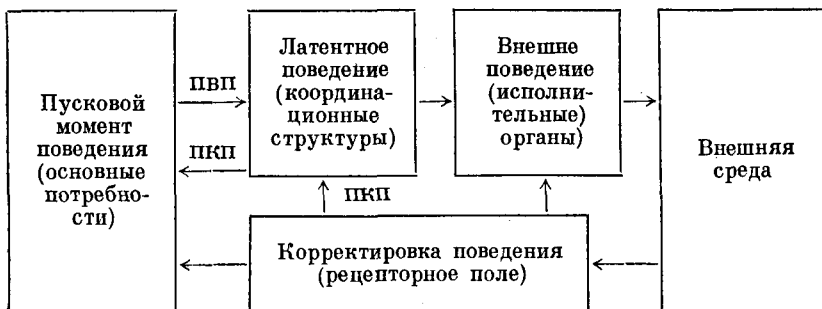 Пусковой
момент
поведения
(основные
потребно-
сти)
ПВП
ПКП
Латентное
поведение
(координа-
ционные
структуры)
Внешне
поведение
(исполни-
тельные)
органы)
Внешняя
среда
ПКП
Корректировка поведения
(рецепторное поле)